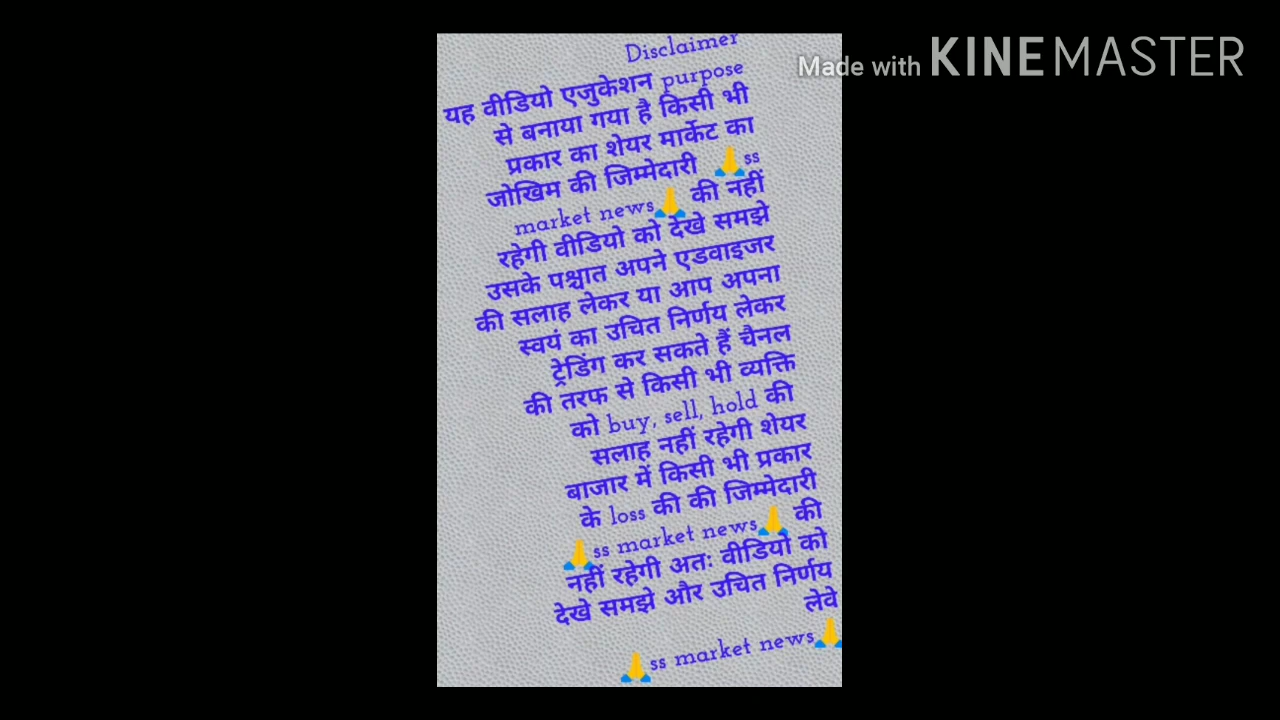 Made with KINEMASTER
Disclaimer
यह वीडियो एजुकेशन purpose
से बनाया गया है किसी भी
प्रकार का शेयर मार्केट का
जोखिम की जिम्मेदारी 🙏ss
market news🙏 की नहीं
रहेगी वीडियो को देखे समझे
उसके पश्चात अपने एडवाइजर
की सलाह लेकर या आप अपना
स्वयं का उचित निर्णय लेकर
ट्रेडिंग कर सकते हैं चैनल
की तरफ से किसी भी व्यक्ति
को buy, sell, hold की
सलाह नहीं रहेगी शेयर
बाजार में किसी भी प्रकार
के loss की की जिम्मेदारी
🙏ss market news🙏 की
नहीं रहेगी अतः वीडियो को
देखे समझे और उचित निर्णय
लेवे
🙏ss market news🙏